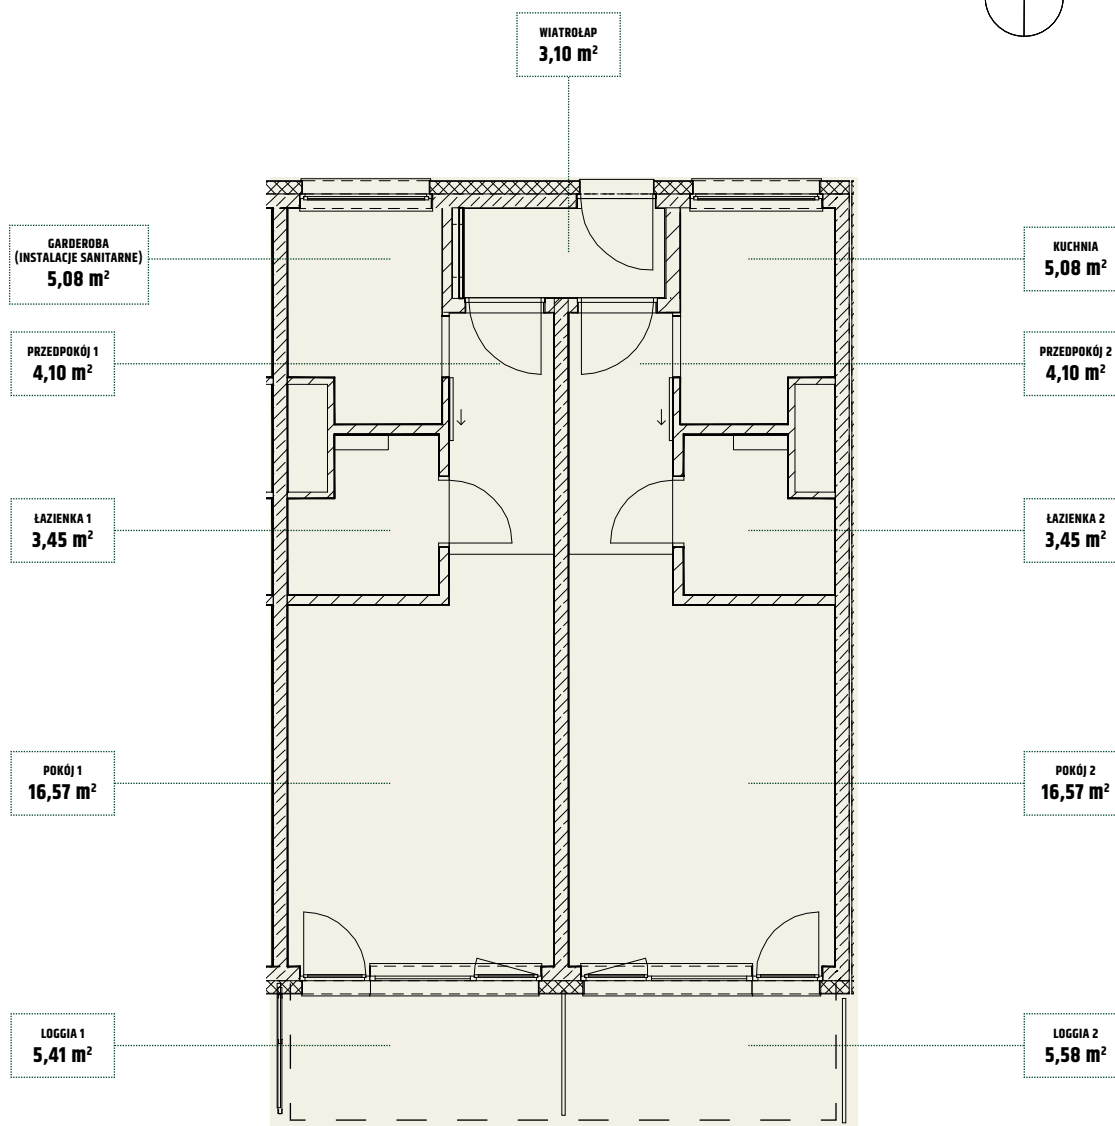 WIATROŁAP
3,10 m²
GARDEROBA
(INSTALACJE SANITARNE)
5,08 m²
KUCHNIA
5,08 m²
PRZEDPOKÓJ 1
4,10 m²
PRZEDPOKÓJ 2
4,10 m²
ŁAZIENKA 1
3,45 m²
ŁAZIENKA 2
3,45 m²
POKÓJ 1
16,57 m²
POKÓJ 2
16,57 m²
LOGGIA 1
5,41 m²
LOGGIA 2
5,58 m²